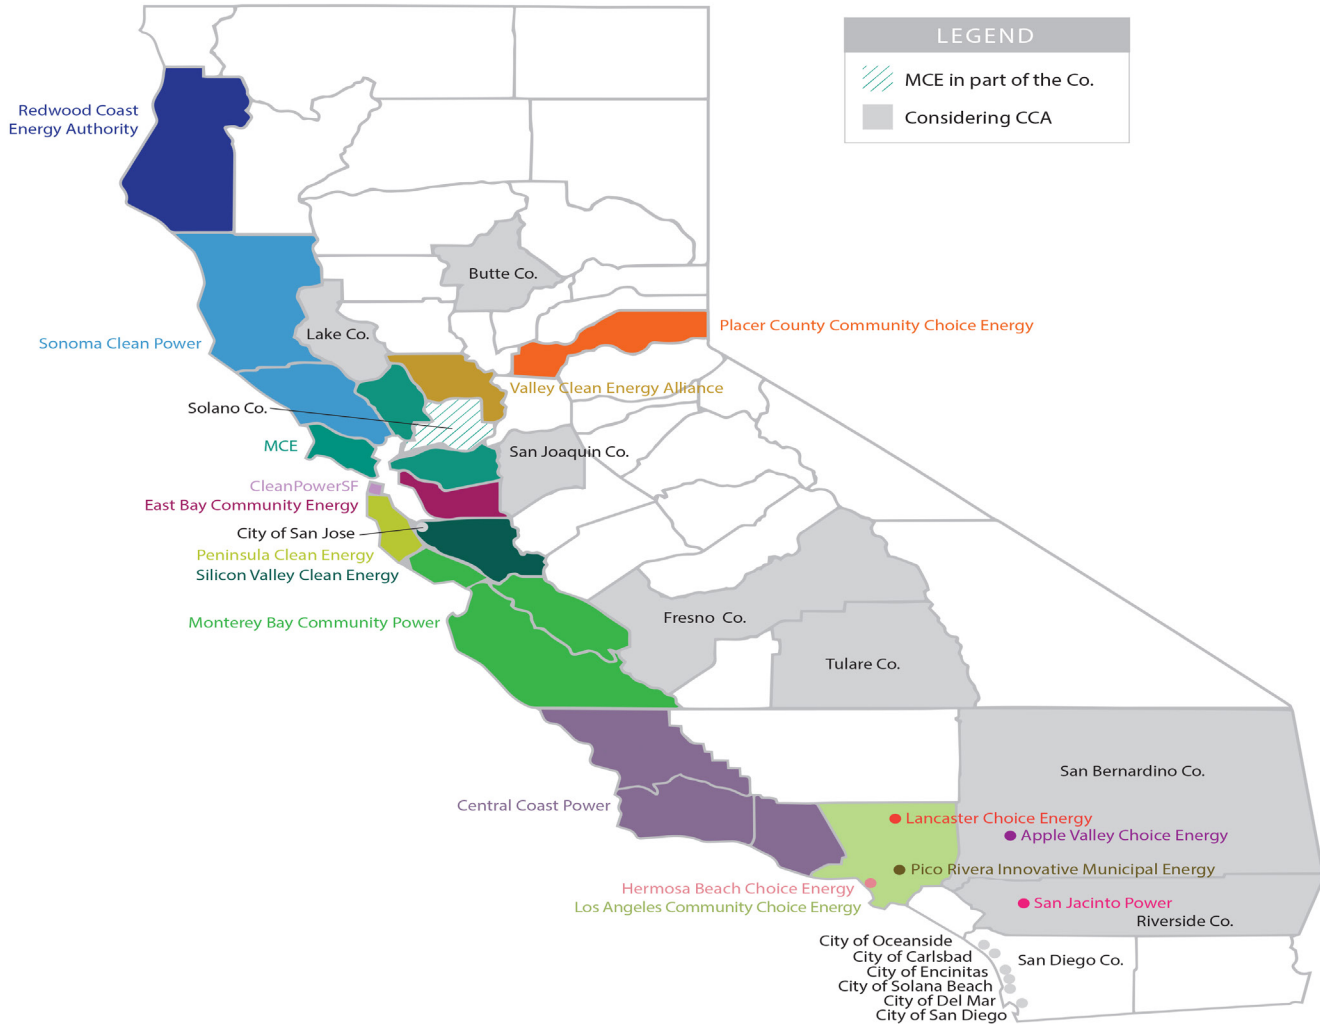 LEGEND
MCE in part of the Co.
Considering CCA
Redwood Coast
Energy Authority
Butte Co.
Placer County Community Choice Energy
Lake Co.
Sonoma Clean Power
Valley Clean Energy Alliance
Solano Co.
MCE
San Joaquin Co.
CleanPowerSF
East Bay Community Energy
City of San Jose
Peninsula Clean Energy
Silicon Valley Clean Energy
Fresno Co.
Monterey Bay Community Power
Tulare Co.
San Bernardino Co.
Central Coast Power
Lancaster Choice Energy
Apple Valley Choice Energy
Pico Rivera Innovative Municipal Energy
Hermosa Beach Choice Energy
Los Angeles Community Choice Energy
San Jacinto Power
Riverside Co.
City of Oceanside
City of Carlsbad
San Diego Co.
City of Encinitas
City of Solana Beach
City of Del Mar
City of San Diego